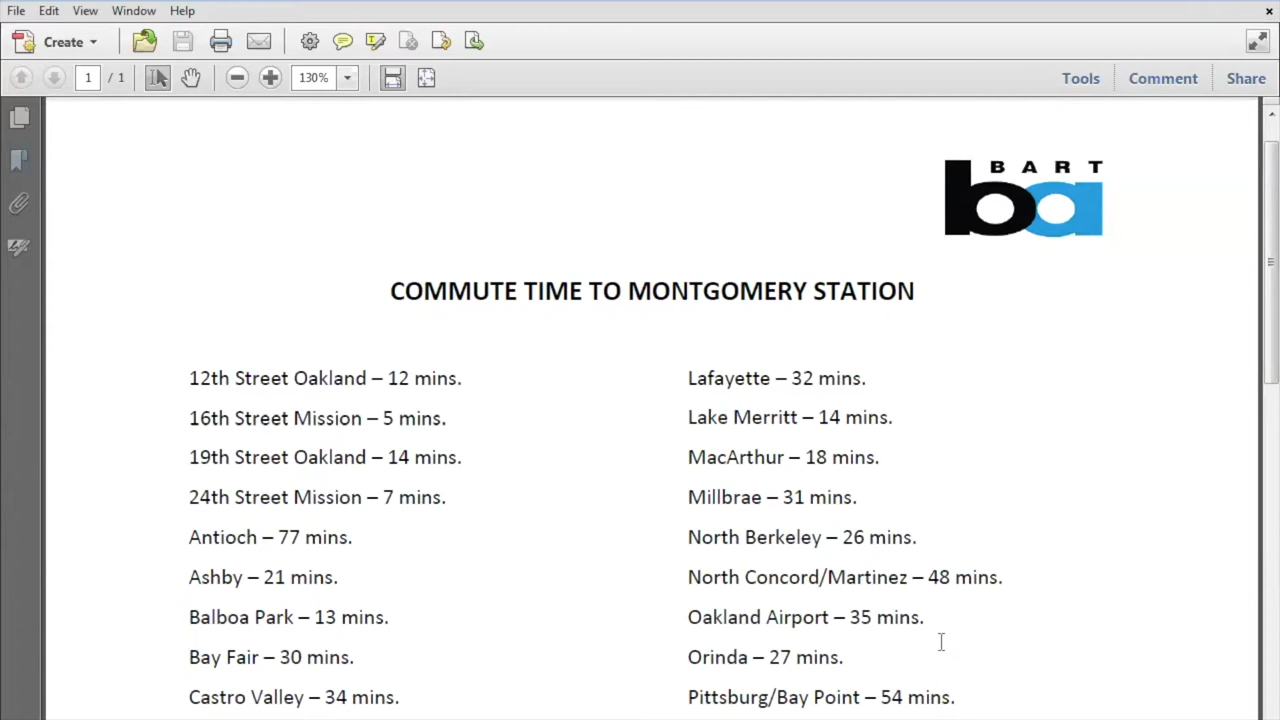 File Edit View Window Help
Create
1 / 1
130%
Tools Comment Share
BART
ba
COMMUTE TIME TO MONTGOMERY STATION
12th Street Oakland – 12 mins.
16th Street Mission – 5 mins.
19th Street Oakland – 14 mins.
24th Street Mission – 7 mins.
Antioch – 77 mins.
Ashby – 21 mins.
Balboa Park – 13 mins.
Bay Fair – 30 mins.
Castro Valley – 34 mins.
Lafayette – 32 mins.
Lake Merritt – 14 mins.
MacArthur – 18 mins.
Millbrae – 31 mins.
North Berkeley – 26 mins.
North Concord/Martinez – 48 mins.
Oakland Airport – 35 mins.
Orinda – 27 mins.
Pittsburg/Bay Point – 54 mins.